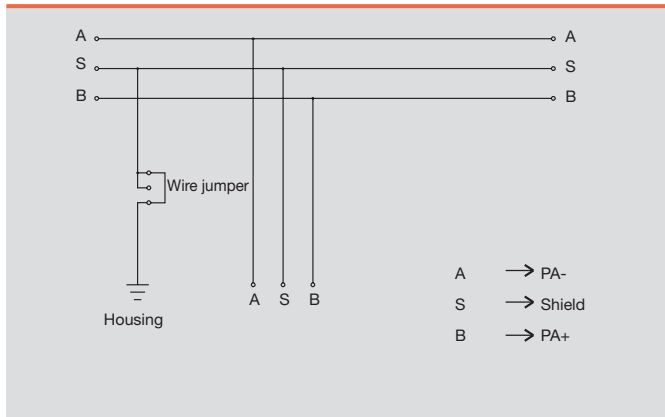 A A
S S
B B
Wire jumper
A S B
Housing
A → PA-
S → Shield
B → PA+